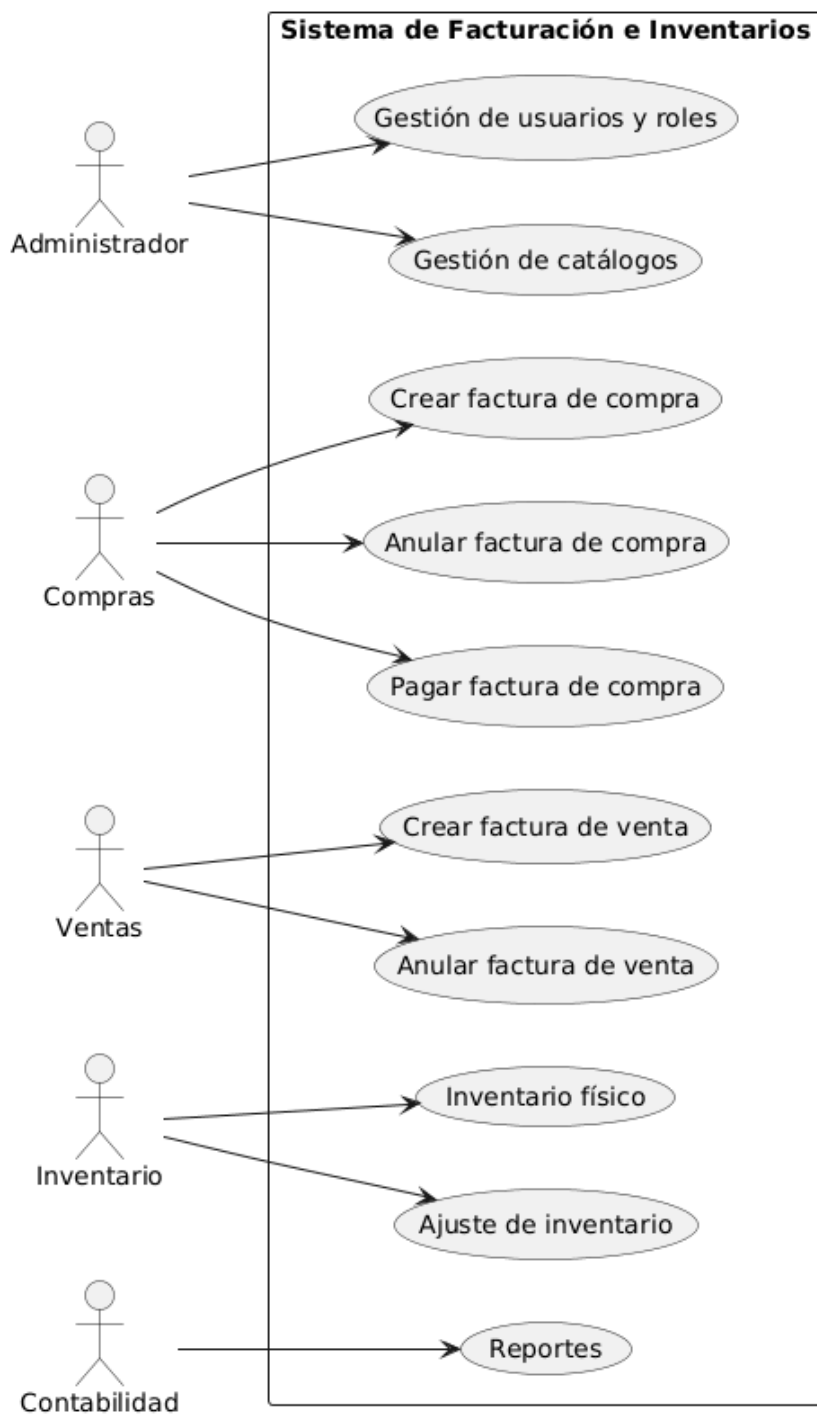 Sistema de Facturación e Inventarios
Gestión de usuarios y roles
Administrador
Gestión de catálogos
Crear factura de compra
Anular factura de compra
Compras
Pagar factura de compra
Crear factura de venta
Ventas
Anular factura de venta
Inventario físico
Inventario
Ajuste de inventario
Reportes
Contabilidad